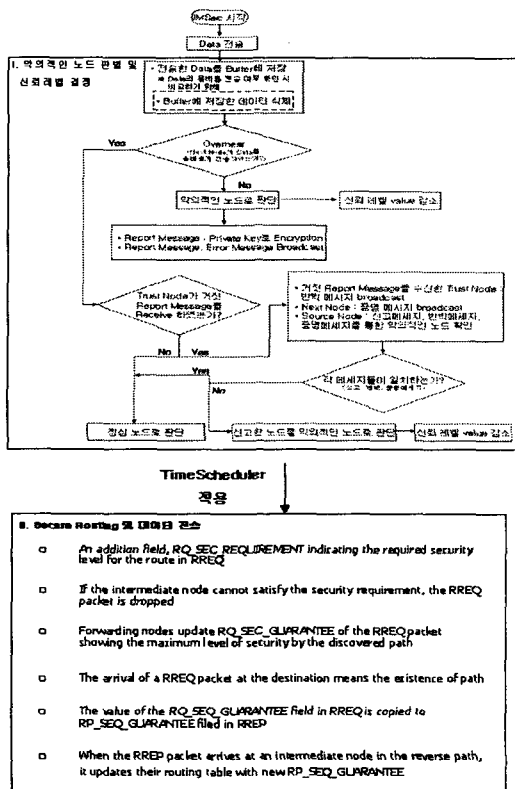 IMSec 시작
Data 전송
I. 악의적인 노드 판별 및
신뢰레벨 결정
• 전송한 Data를 Buffer에 저장
• Buffer에 저장한 데이터 삭제
Overhear
Yes
No
악의적인 노드로 판단
신뢰 레벨 value 감소
• Report Message : Private Key로 Encryption
• Report Message, Error Message Broadcast
Trust Node가 거짓
Report Message를
Receive 하였는가?
• 거짓 Report Message를 수신한 Trust Node :
반박 메시지 broadcast
• Next Node : 증명 메시지 broadcast
• Source Node : 신고메세지, 반박메세지,
증명메세지를 통한 악의적인 노드 확인
No
Yes
Yes
No
각 메세지들이 일치하는가?
정상 노드로 판단
신고한 노드를 악의적인 노드로 판단
신뢰 레벨 value 감소
TimeScheduler
적용
II. Secure Routing 및 데이터 전송
□ An addition field, RQ_SEC_REQUIREMENT indicating the required security
level for the route in RREQ
□ If the intermediate node cannot satisfy the security requirement, the RREQ
packet is dropped
□ Forwarding nodes update RQ_SEC_GUARANTEE of the RREQ packet
showing the maximum level of security by the discovered path
□ The arrival of a RREQ packet at the destination means the existence of path
□ The value of the RQ_SEC_GUARANTEE field in RREQ is copied to
RP_SEQ_GUARANTEE filed in RREP
□ When the RREP packet arrives at an intermediate node in the reverse path,
it updates their routing table with new RP_SEQ_GUARANTEE